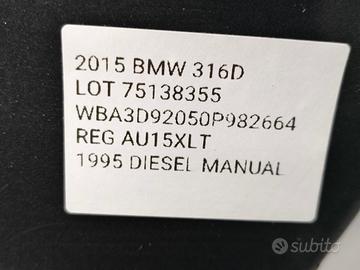 2015 BMW 316D
LOT 75138355
WBA3D92050P982664
REG AU15XLT
1995 DIESEL MANUAL
subito